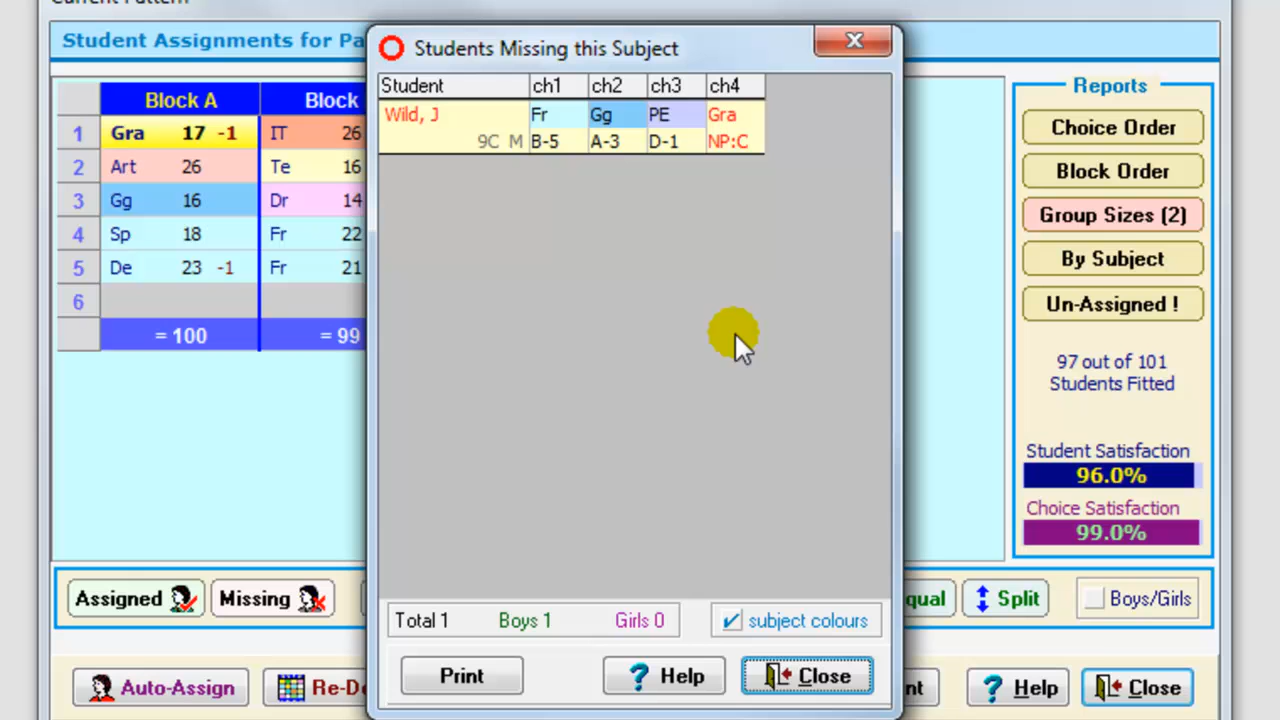 Student Assignments for Pa
Block A Block
1 Gra 17 -1 IT 26
2 Art 26 Te 16
3 Gg 16 Dr 14
4 Sp 18 Fr 22
5 De 23 -1 Fr 21
6
= 100 = 99
Students Missing this Subject
Student ch1 ch2 ch3 ch4
Wild, J Fr Gg PE Gra
9C M B-5 A-3 D-1 NP:C
Total 1 Boys 1 Girls 0 subject colours
Print ? Help Close
Reports
Choice Order
Block Order
Group Sizes (2)
By Subject
Un-Assigned !
97 out of 101
Students Fitted
Student Satisfaction
96.0%
Choice Satisfaction
99.0%
Assigned Missing qual Split Boys/Girls
Auto-Assign Re-D nt ? Help Close